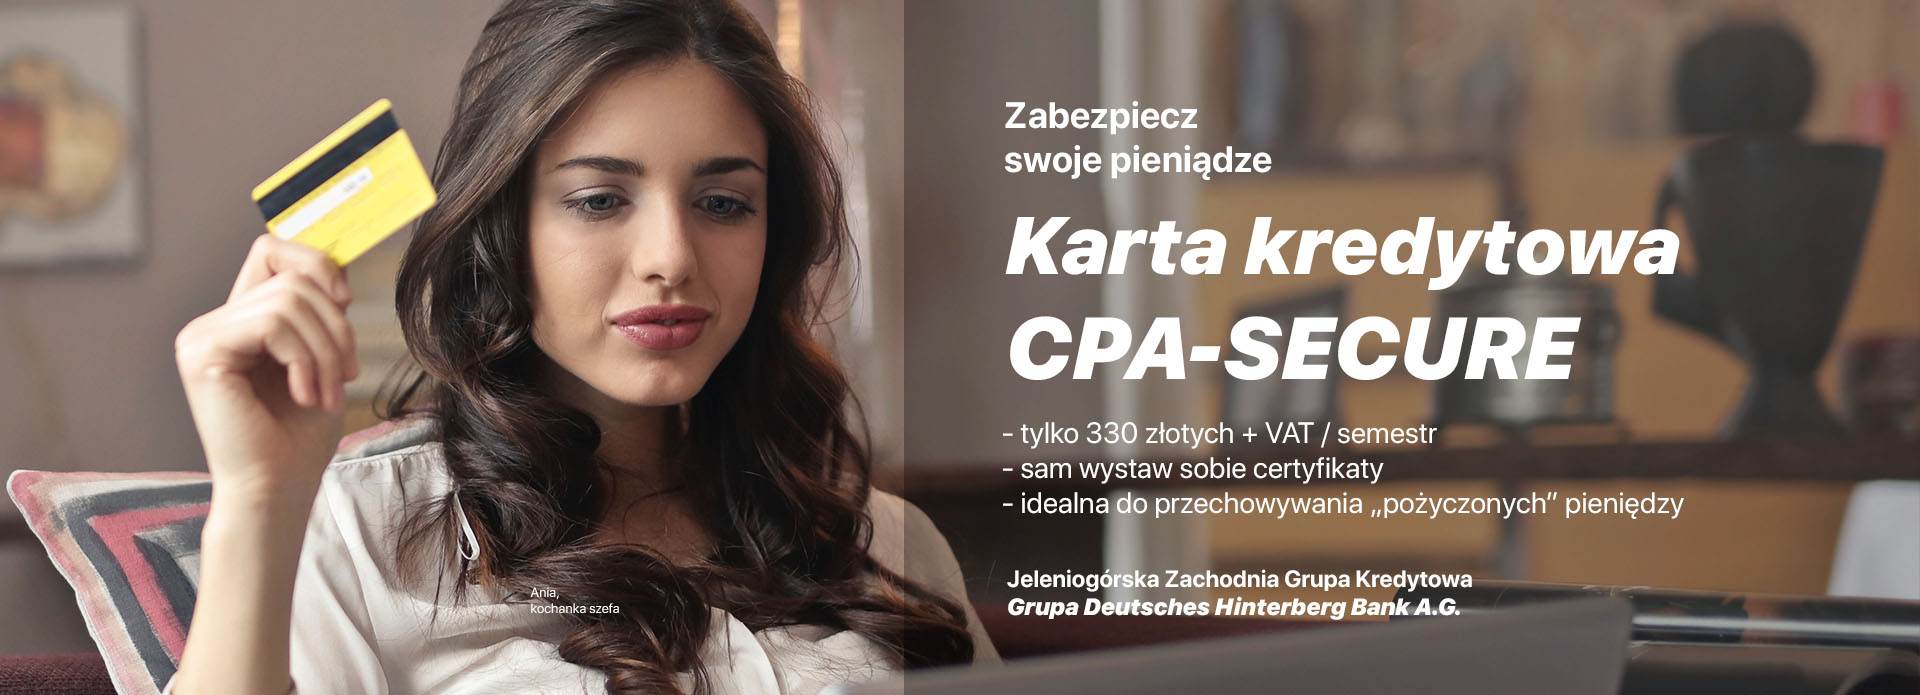 Zabezpiecz
swoje pieniądze
Karta kredytowa
CPA-SECURE
- tylko 330 złotych + VAT / semestr
- sam wystaw sobie certyfikaty
- idealna do przechowywania „pożyczonych” pieniędzy
Jeleniogórska Zachodnia Grupa Kredytowa
Grupa Deutsches Hinterberg Bank A.G.
Ania,
kochanka szefa